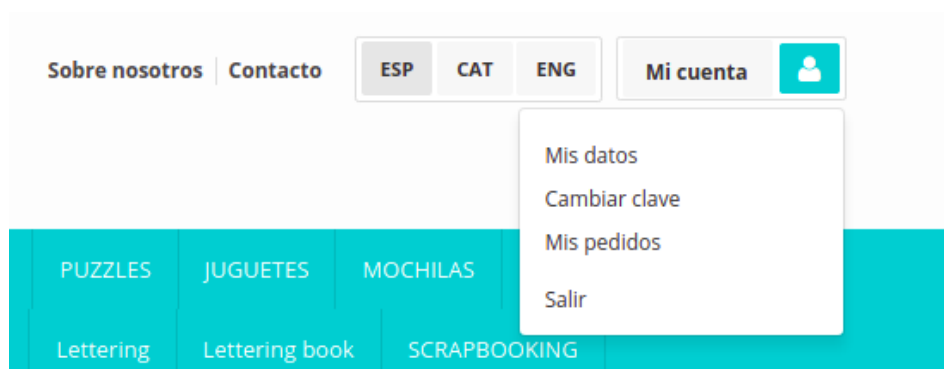 Sobre nosotros Contacto ESP CAT ENG Mi cuenta
Mis datos
Cambiar clave
Mis pedidos
Salir
PUZZLES JUGUETES MOCHILAS
Lettering Lettering book SCRAPBOOKING